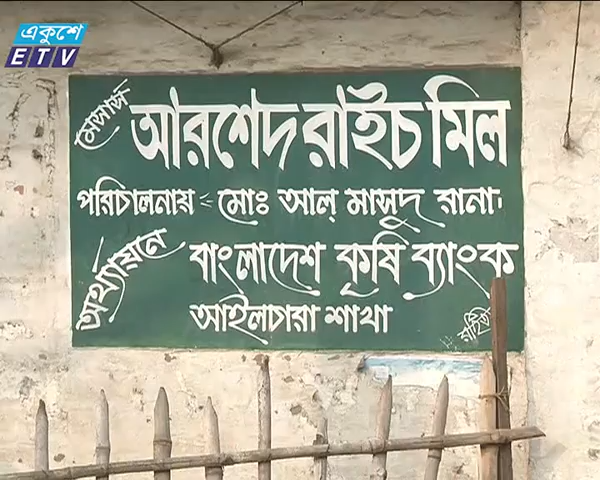 একুশে
ETV
মেসার্স
আরশেদ রাইচ মিল
পরিচালনায় মোঃ আল্ মাসুদ রানা।
অর্থায়নে
বাংলাদেশ কৃষি ব্যাংক
আইলচারা শাখা